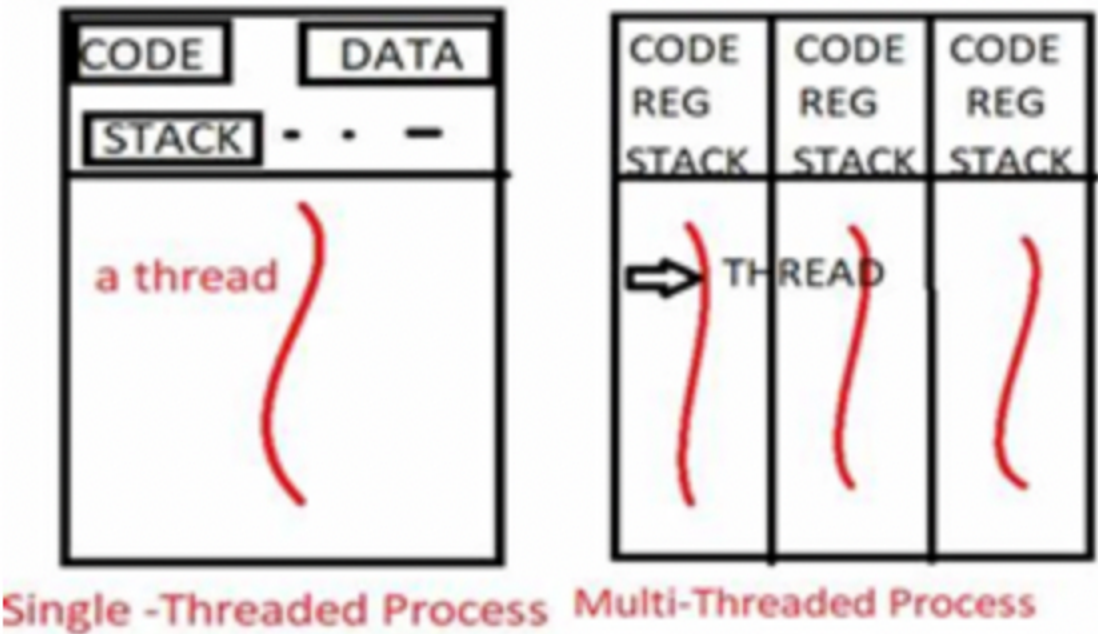 CODE DATA
STACK
a thread
Single -Threaded Process
CODE CODE CODE
REG REG REG
STACK STACK STACK
THREAD
Multi-Threaded Process